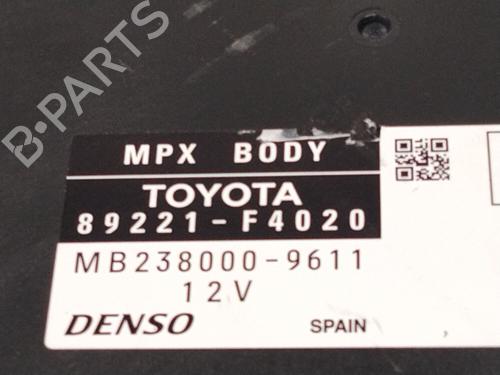 B-PARTS
MPX BODY
TOYOTA
89221-F4020
MB238000-9611
12V
DENSO SPAIN